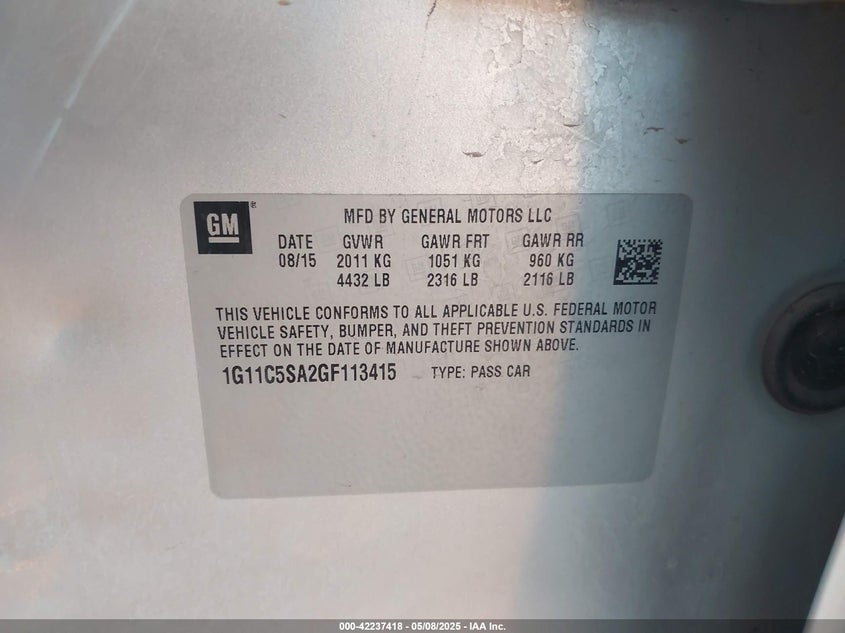 GM ®
MFD BY GENERAL MOTORS LLC
DATE GVWR GAWR FRT GAWR RR
08/15 2011 KG 1051 KG 960 KG
4432 LB 2316 LB 2116 LB
THIS VEHICLE CONFORMS TO ALL APPLICABLE U.S. FEDERAL MOTOR
VEHICLE SAFETY, BUMPER, AND THEFT PREVENTION STANDARDS IN
EFFECT ON THE DATE OF MANUFACTURE SHOWN ABOVE.
1G11C5SA2GF113415 TYPE: PASS CAR
000-42237418 - 05/08/2025 - IAA Inc.